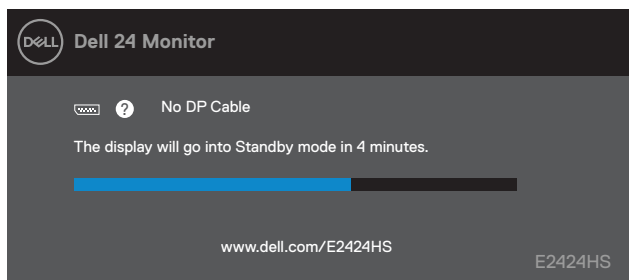 DELL Dell 24 Monitor
No DP Cable
The display will go into Standby mode in 4 minutes.
www.dell.com/E2424HS
E2424HS